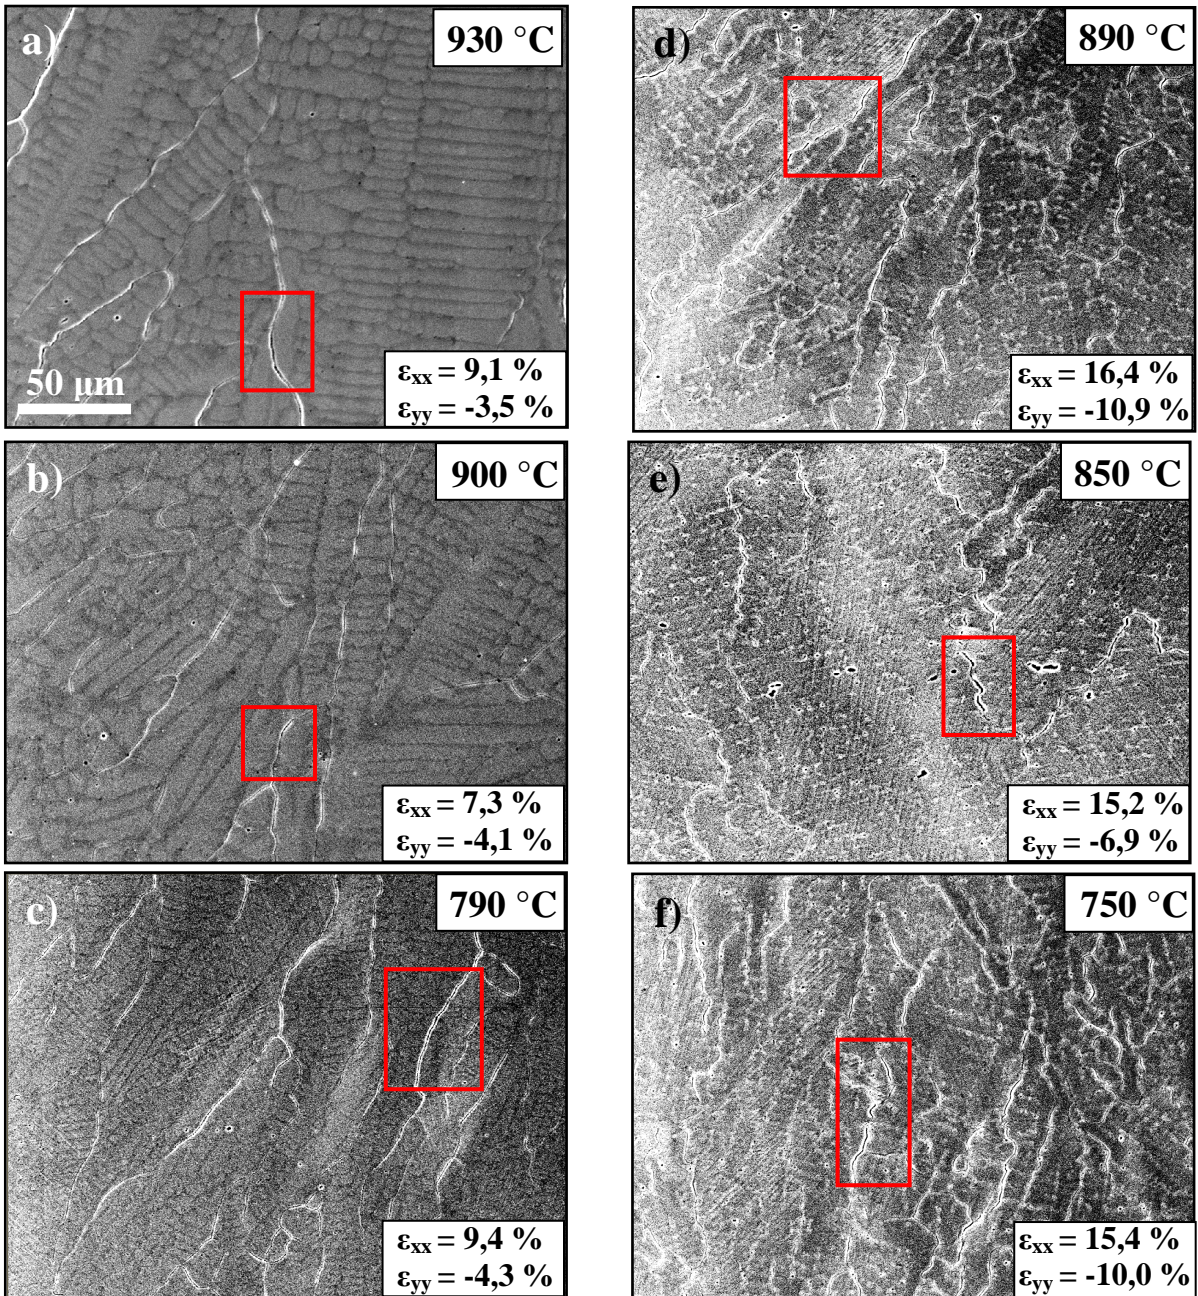 a)
930 °C
50 µm
εxx = 9,1 %
εyy = -3,5 %
b)
900 °C
εxx = 7,3 %
εyy = -4,1 %
c)
790 °C
εxx = 9,4 %
εyy = -4,3 %
d)
890 °C
εxx = 16,4 %
εyy = -10,9 %
e)
850 °C
εxx = 15,2 %
εyy = -6,9 %
f)
750 °C
εxx = 15,4 %
εyy = -10,0 %